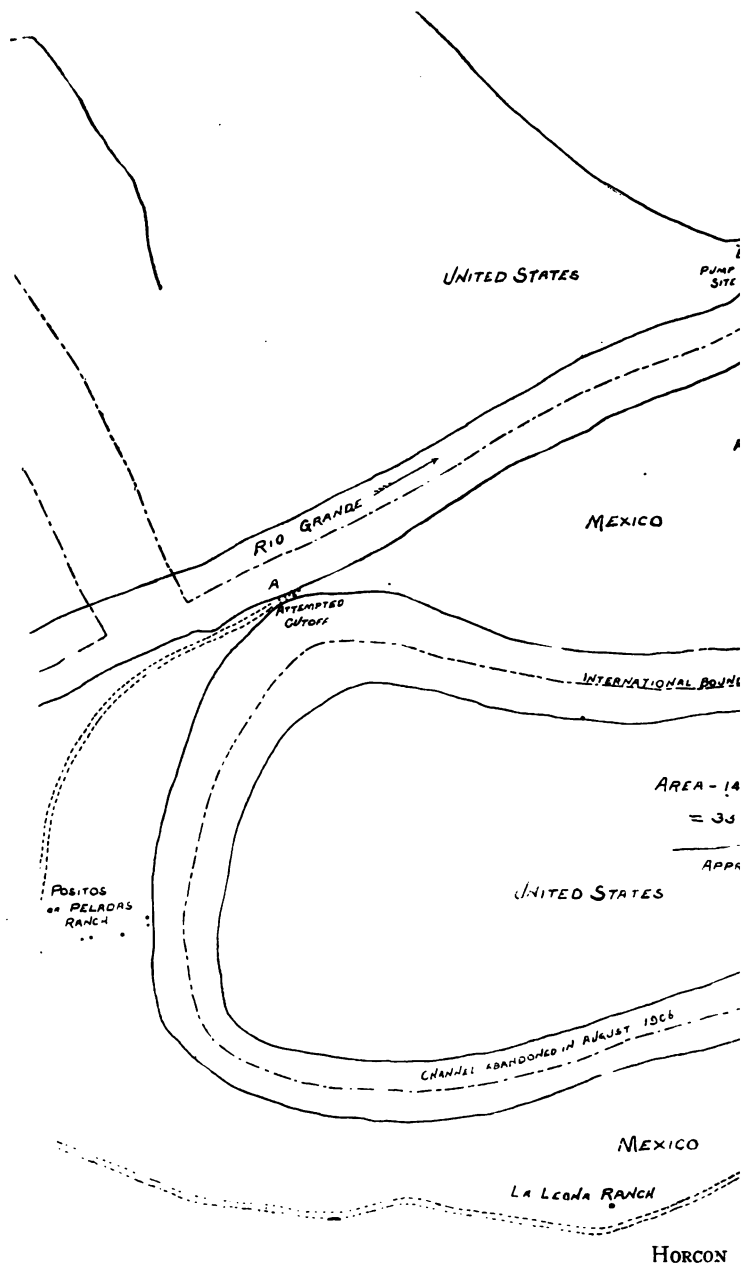 UNITED STATES
PUMP
SITE
RIO GRANDE
MEXICO
A
ATTEMPTED
CUTOFF
INTERNATIONAL
AREA -
POSITOS
OR PELADAS
RANCH
UNITED STATES
CHANNEL ABANDONED IN AUGUST 1906
MEXICO
LA LEONA RANCH
HORCON